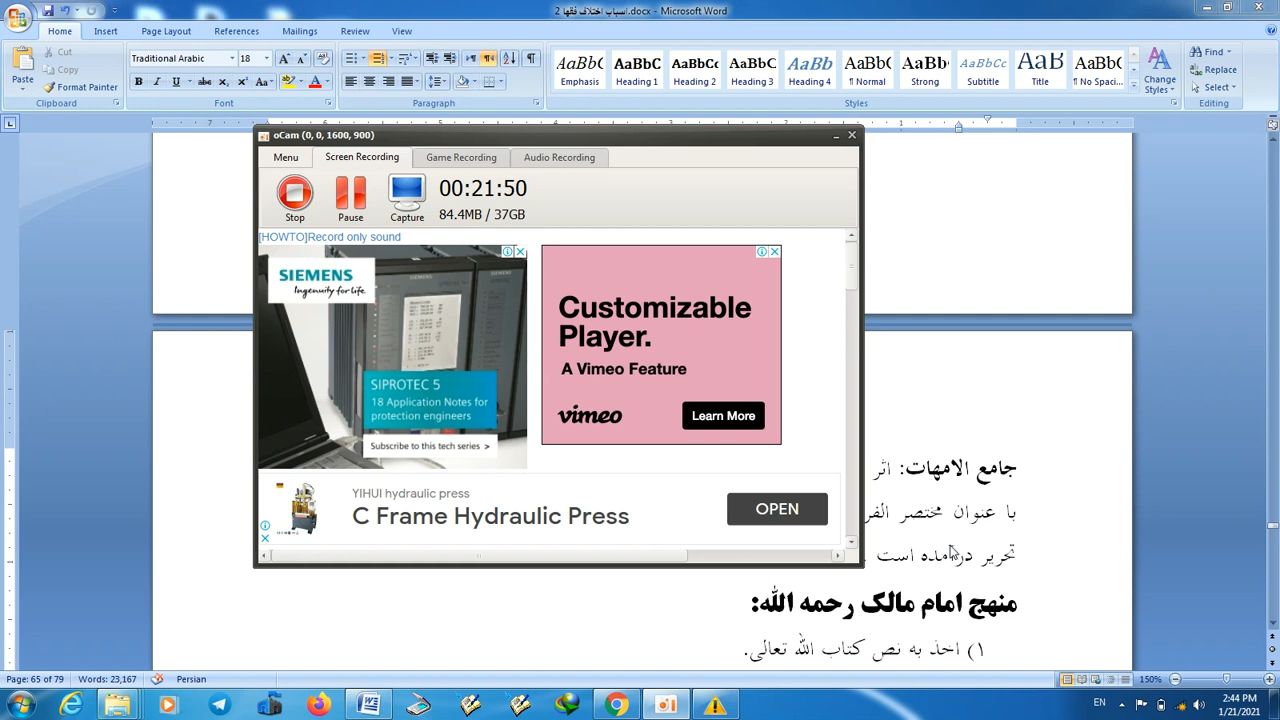 اسباب اختلاف فقها 2.docx - Microsoft Word
Home Insert Page Layout References Mailings Review View
Paste
Cut
Copy
Format Painter
Clipboard
Traditional Arabic 18
Font
Paragraph
AaBbC AaBbCc AaBbCc AaBbCc AaBbCc AaBbC AaBbC AaBbCc AaB AaBbC
Emphasis Heading 1 Heading 2 Heading 3 Heading 4 ¶ Normal Strong Subtitle Title ¶ No Spaci...
Change Styles
Styles
Find
Replace
Select
Editing
oCam (0, 0, 1600, 900)
Menu Screen Recording Game Recording Audio Recording
Stop Pause Capture
00:21:50
84.4MB / 37GB
[HOWTO]Record only sound
SIEMENS
Ingenuity for life.
SIPROTEC 5
18 Application Notes for
protection engineers
Subscribe to this tech series >
Customizable
Player.
A Vimeo Feature
vimeo
Learn More
YIHUI hydraulic press
C Frame Hydraulic Press
OPEN
جامع الامهات: اثر
با عنوان مختصر الفر
تحریر درآمده است
منهج امام مالک رحمه الله:
۱) اخذ به نص کتاب الله تعالی.
Page: 65 of 79 Words: 23,167 Persian
150%
EN
2:44 PM
1/21/2021